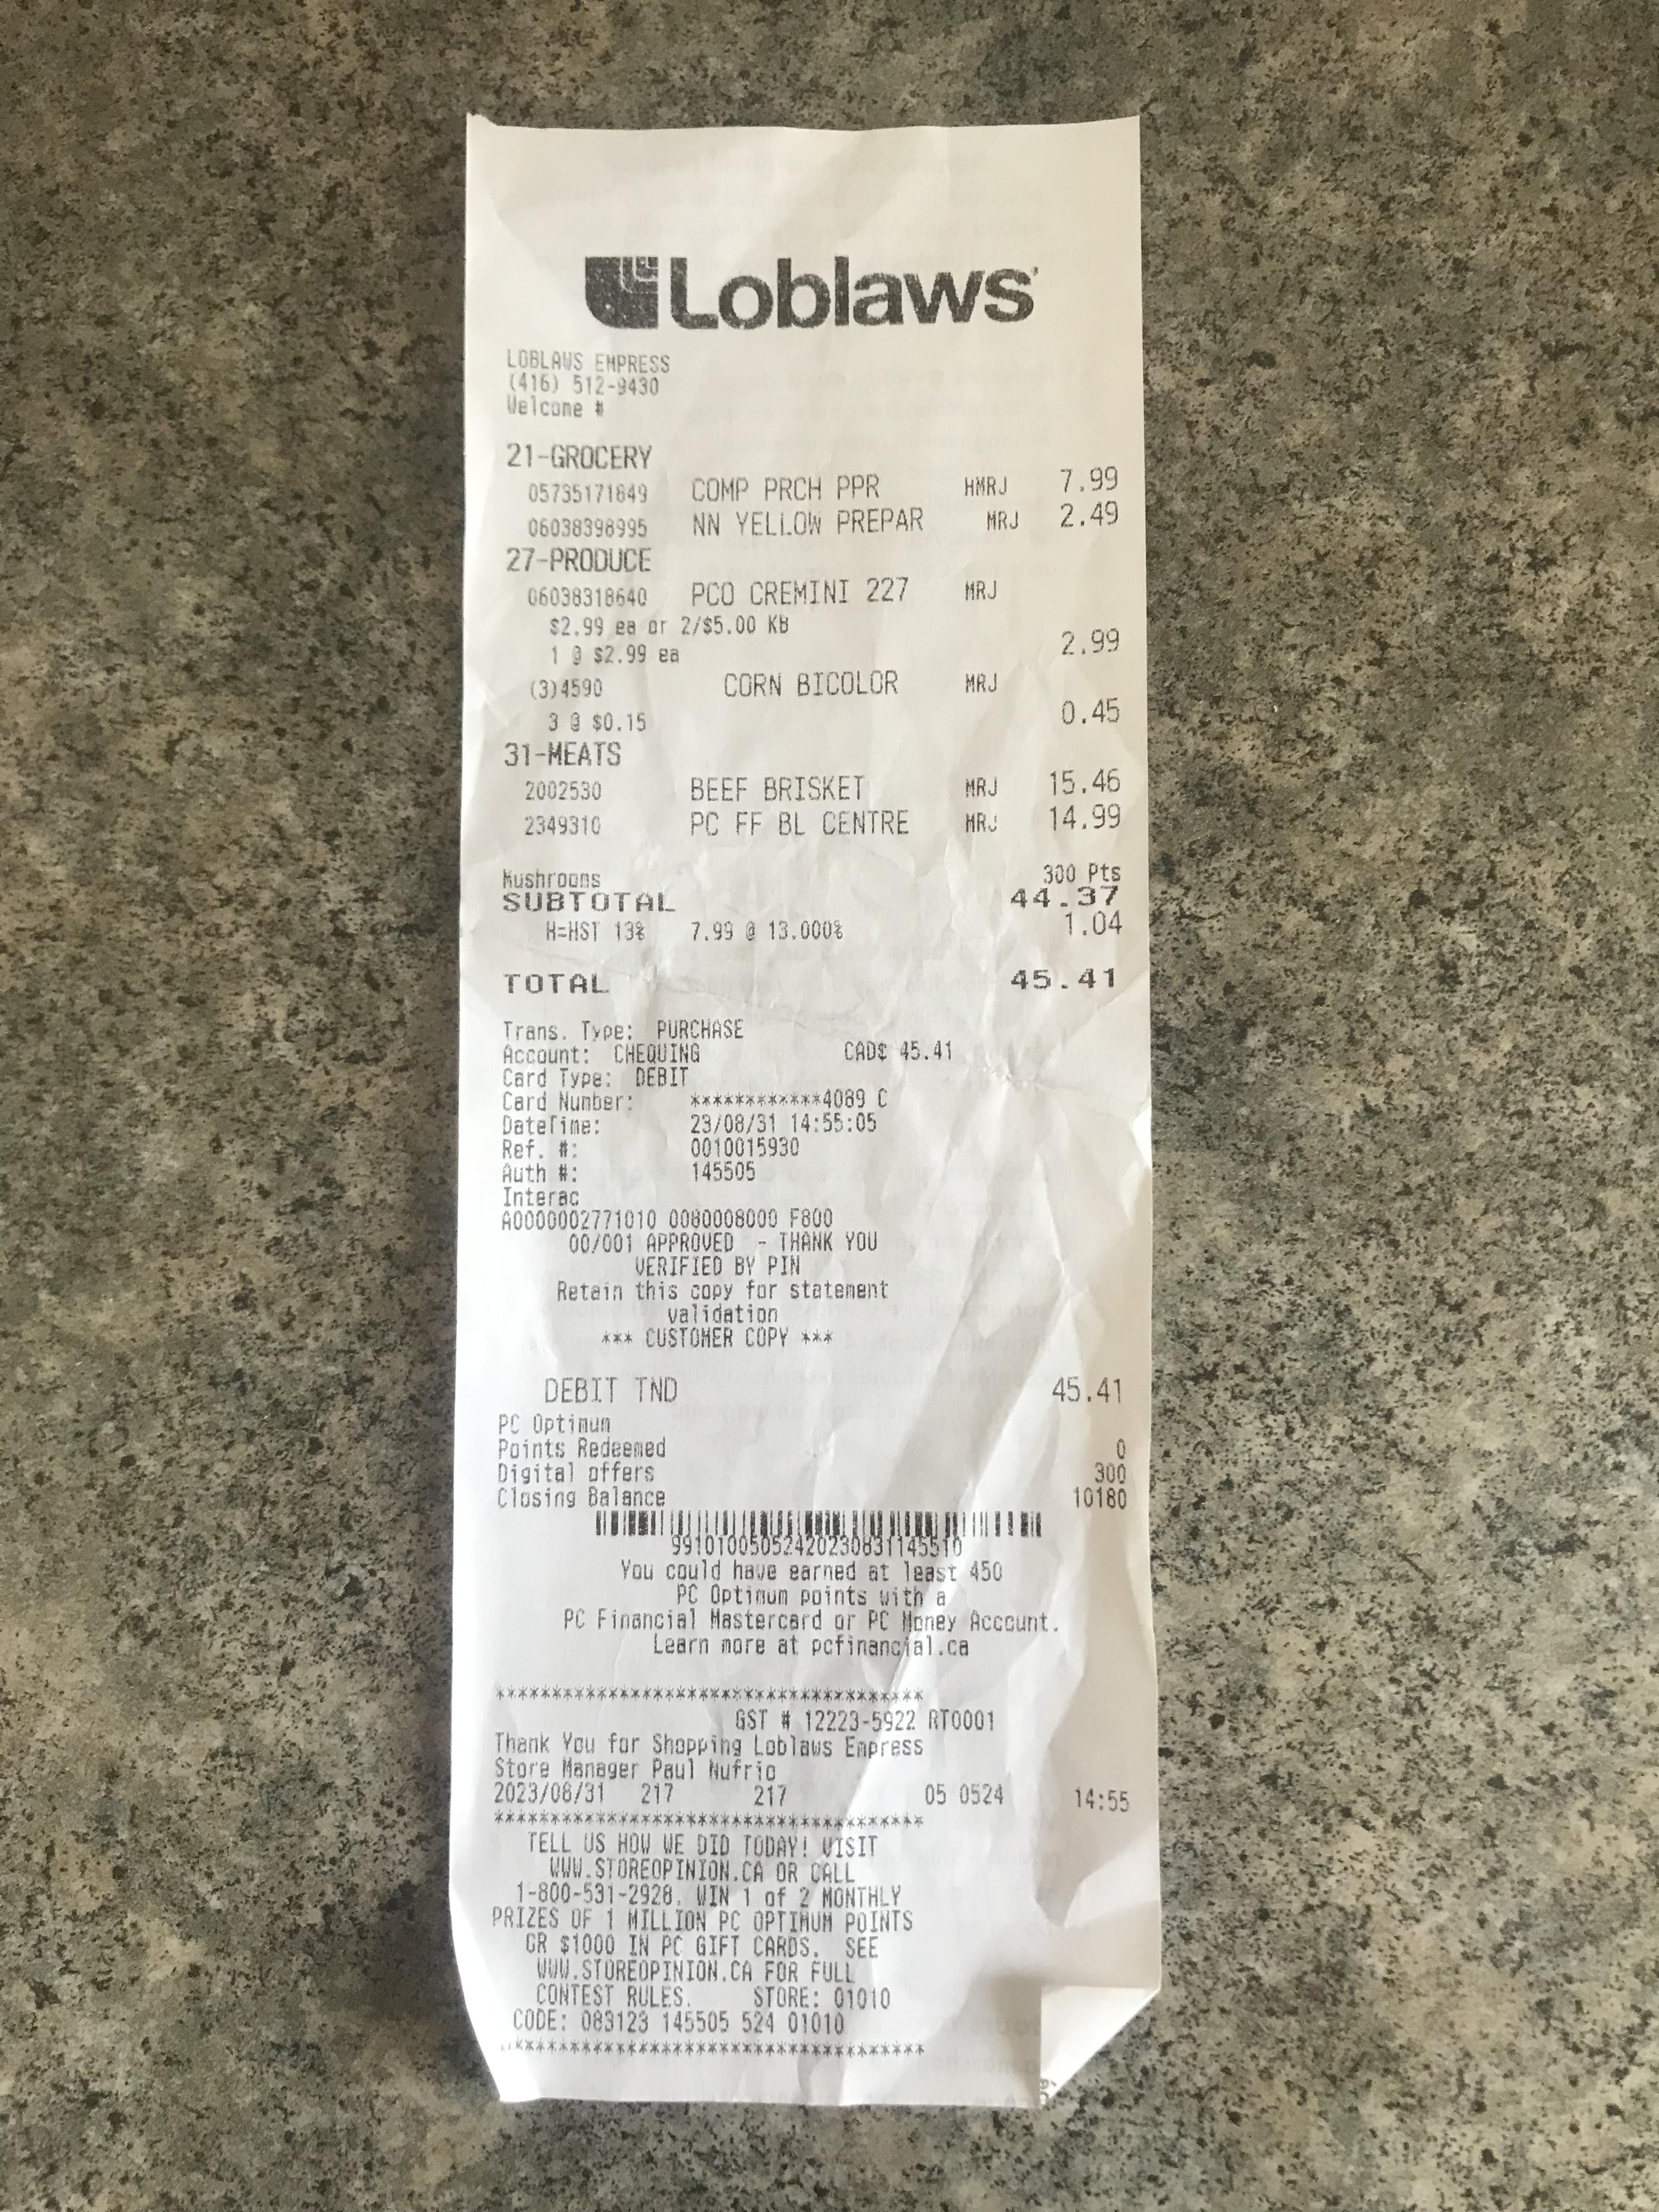 Loblaws
LOBLAWS EMPRESS
(416) 512-9430
Welcome #
21-GROCERY
05735171849 COMP PRCH PPR HMRJ 7.99
06038398995 NN YELLOW PREPAR MRJ 2.49
27-PRODUCE
06038318640 PCO CREMINI 227 MRJ
$2.99 ea or 2/$5.00 KB
1 @ $2.99 ea 2.99
(3)4590 CORN BICOLOR MRJ
3 @ $0.15 0.45
31-MEATS
2002530 BEEF BRISKET MRJ 15.46
2349310 PC FF BL CENTRE MRJ 14.99
Mushrooms 300 Pts
SUBTOTAL 44.37
H=HST 13% 7.99 @ 13.000% 1.04
TOTAL 45.41
Trans. Type: PURCHASE
Account: CHEQUING CAD$ 45.41
Card Type: DEBIT
Card Number: ************4089 C
DateTime: 23/08/31 14:55:05
Ref. #: 0010015930
Auth #: 145505
Interac
A0000002771010 0080008000 F800
00/001 APPROVED - THANK YOU
VERIFIED BY PIN
Retain this copy for statement
validation
*** CUSTOMER COPY ***
DEBIT TND 45.41
PC Optimum
Points Redeemed 0
Digital offers 300
Closing Balance 10180
99101005052420230831145510
You could have earned at least 450
PC Optimum points with a
PC Financial Mastercard or PC Money Account.
Learn more at pcfinancial.ca
***************************************
GST # 12223-5922 RT0001
Thank You for Shopping Loblaws Empress
Store Manager Paul Nufrio
2023/08/31 217 217 05 0524 14:55
***************************************
TELL US HOW WE DID TODAY! VISIT
WWW.STOREOPINION.CA OR CALL
1-800-531-2928. WIN 1 of 2 MONTHLY
PRIZES OF 1 MILLION PC OPTIMUM POINTS
OR $1000 IN PC GIFT CARDS. SEE
WWW.STOREOPINION.CA FOR FULL
CONTEST RULES. STORE: 01010
CODE: 083123 145505 524 01010
***************************************